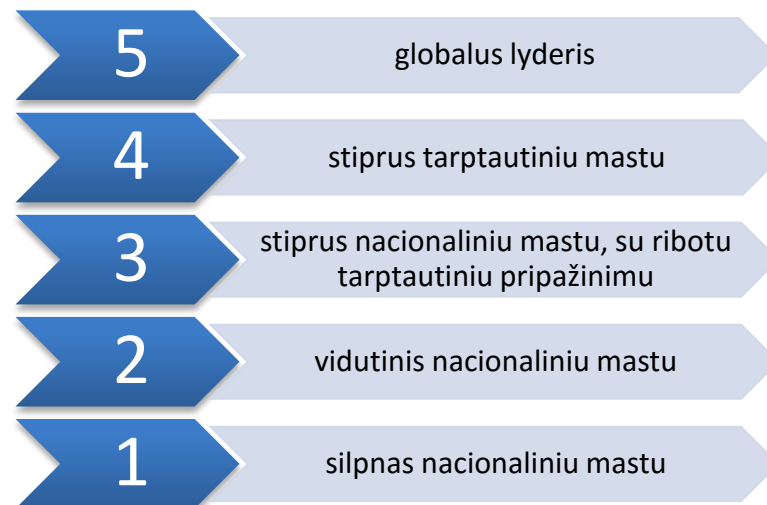 5
globalus lyderis
4
stiprus tarptautiniu mastu
3
stiprus nacionaliniu mastu, su ribotu
tarptautiniu pripažinimu
2
vidutinis nacionaliniu mastu
1
silpnas nacionaliniu mastu